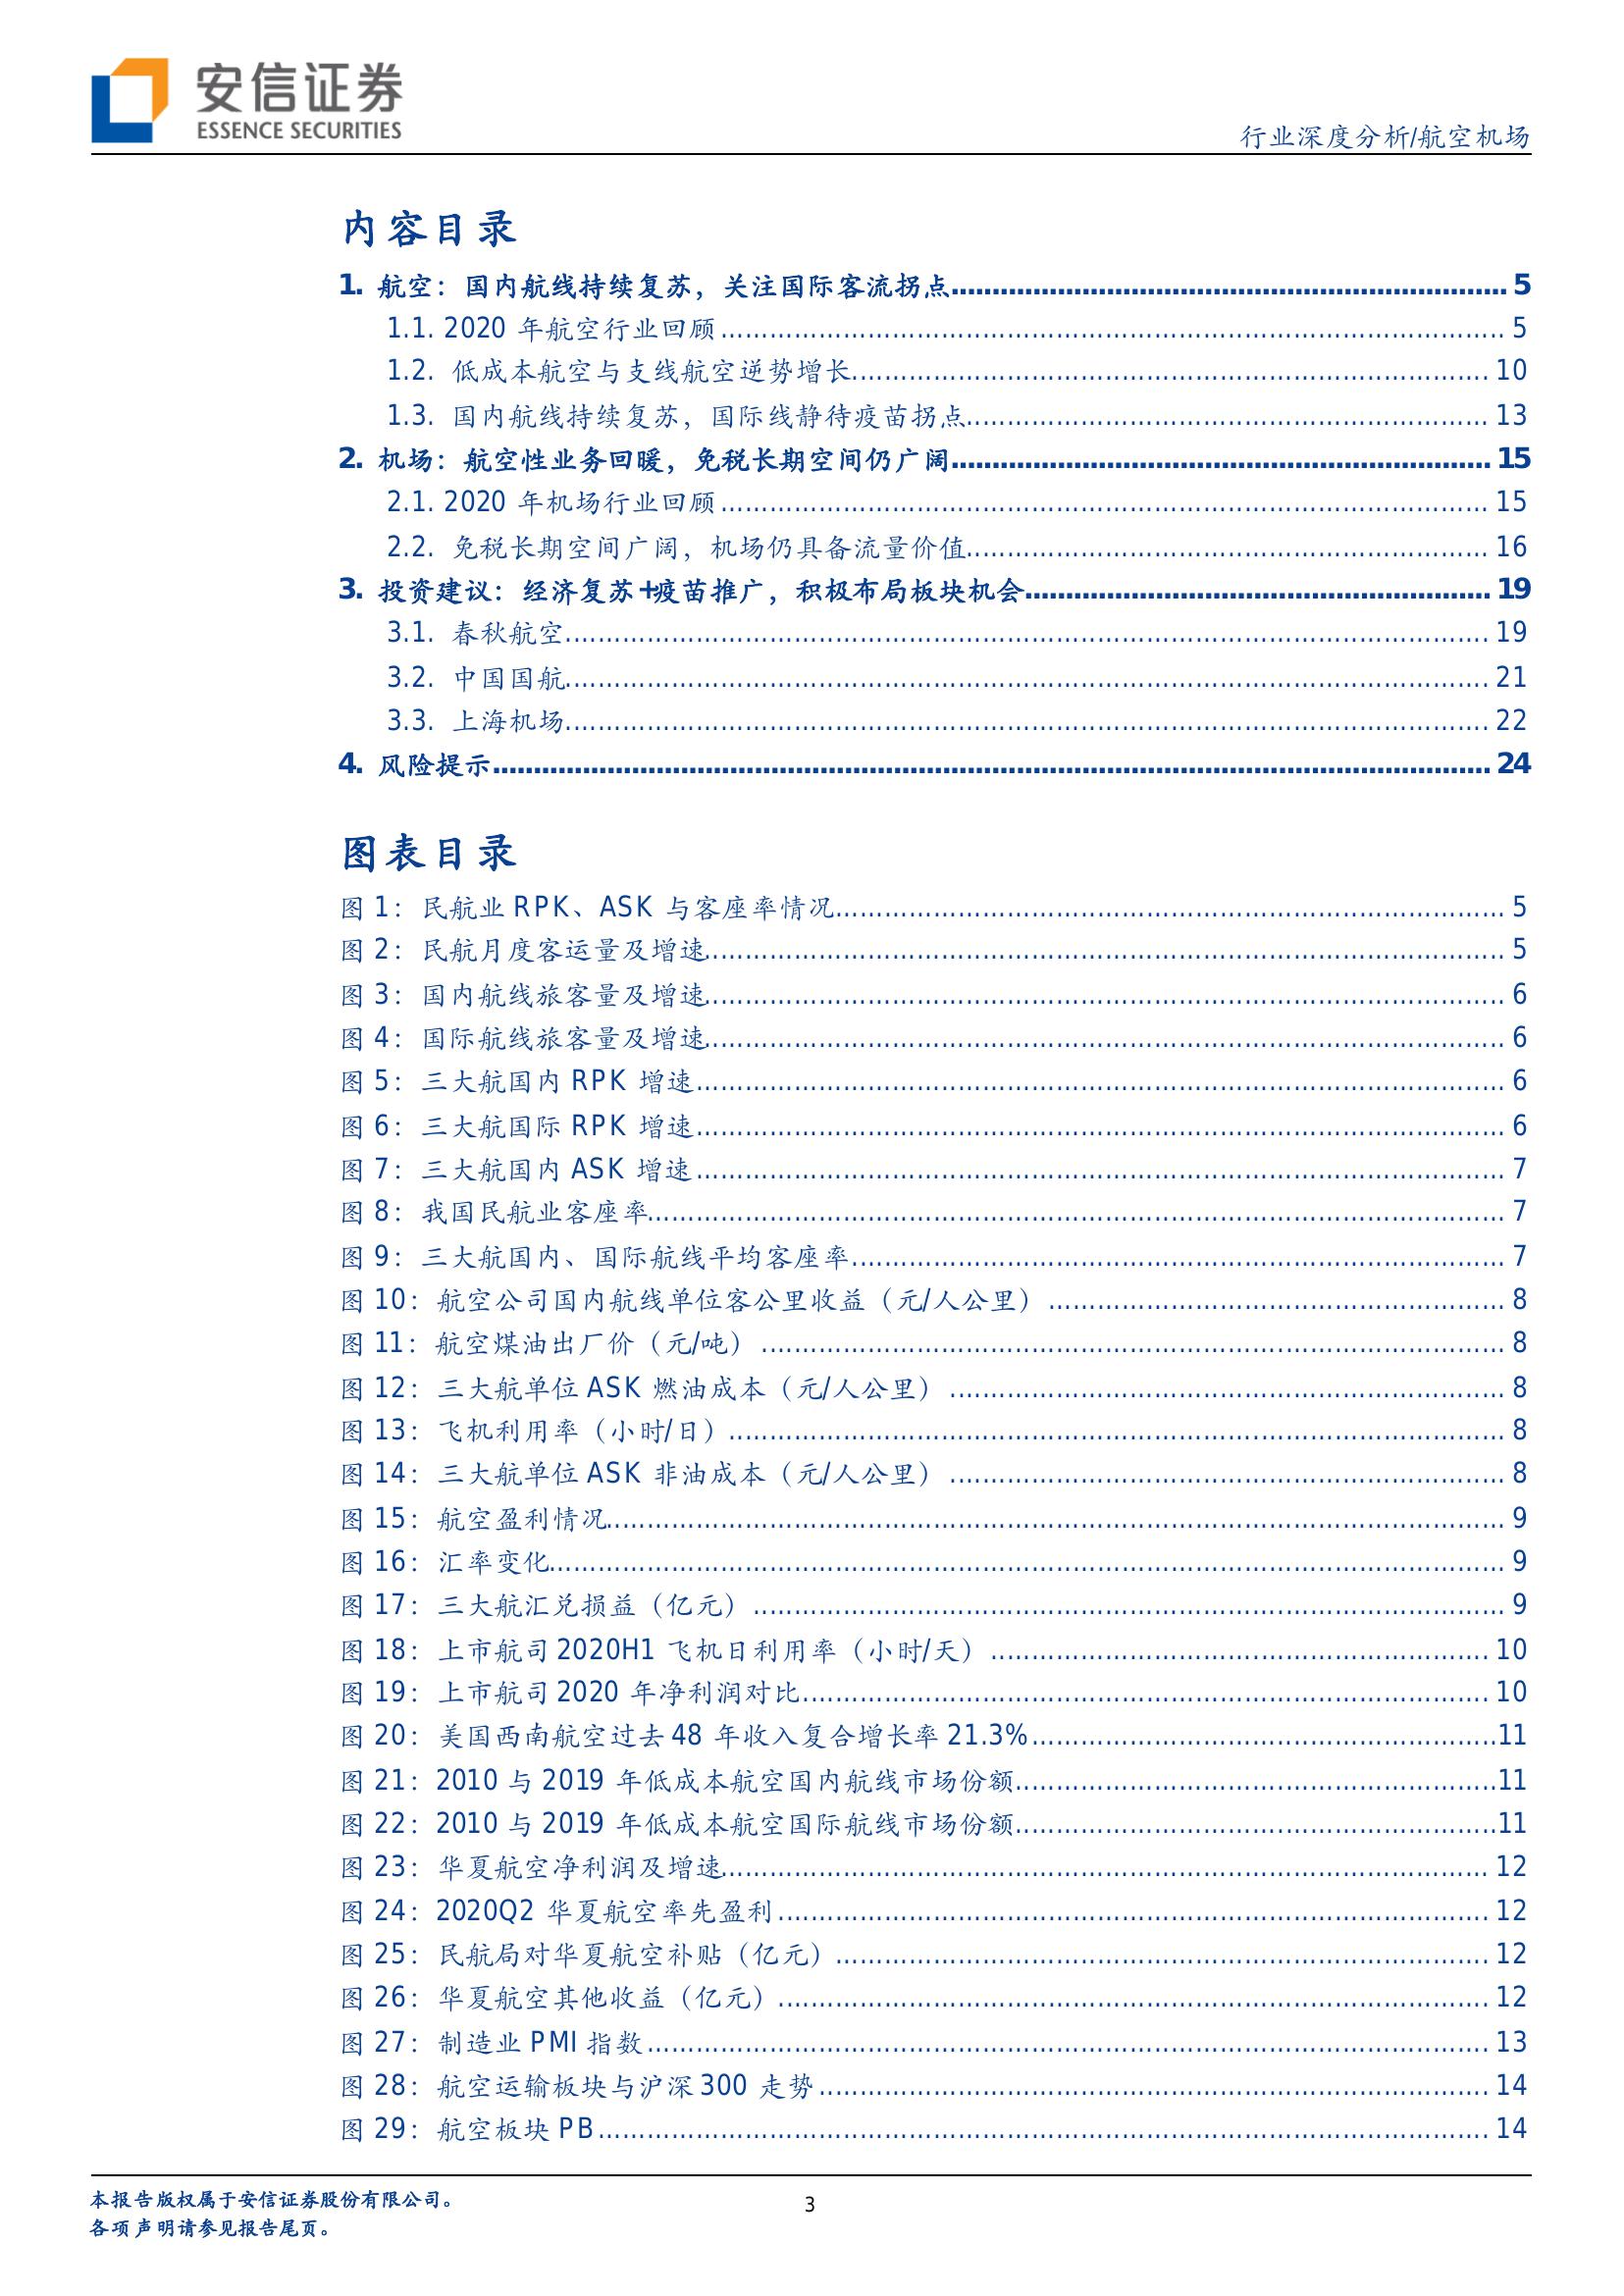 安信证券
ESSENCE SECURITIES
行业深度分析/航空机场
内容目录
1. 航空：国内航线持续复苏，关注国际客流拐点 5
1.1. 2020 年航空行业回顾 5
1.2. 低成本航空与支线航空逆势增长 10
1.3. 国内航线持续复苏，国际线静待疫苗拐点 13
2. 机场：航空性业务回暖，免税长期空间仍广阔 15
2.1. 2020 年机场行业回顾 15
2.2. 免税长期空间广阔，机场仍具备流量价值 16
3. 投资建议：经济复苏+疫苗推广，积极布局板块机会 19
3.1. 春秋航空 19
3.2. 中国国航 21
3.3. 上海机场 22
4. 风险提示 24
图表目录
图 1：民航业 RPK、ASK 与客座率情况 5
图 2：民航月度客运量及增速 5
图 3：国内航线旅客量及增速 6
图 4：国际航线旅客量及增速 6
图 5：三大航国内 RPK 增速 6
图 6：三大航国际 RPK 增速 6
图 7：三大航国内 ASK 增速 7
图 8：我国民航业客座率 7
图 9：三大航国内、国际航线平均客座率 7
图 10：航空公司国内航线单位客公里收益（元/人公里） 8
图 11：航空煤油出厂价（元/吨） 8
图 12：三大航单位 ASK 燃油成本（元/人公里） 8
图 13：飞机利用率（小时/日） 8
图 14：三大航单位 ASK 非油成本（元/人公里） 8
图 15：航空盈利情况 9
图 16：汇率变化 9
图 17：三大航汇兑损益（亿元） 9
图 18：上市航司 2020H1 飞机日利用率（小时/天） 10
图 19：上市航司 2020 年净利润对比 10
图 20：美国西南航空过去 48 年收入复合增长率 21.3% 11
图 21：2010 与 2019 年低成本航空国内航线市场份额 11
图 22：2010 与 2019 年低成本航空国际航线市场份额 11
图 23：华夏航空净利润及增速 12
图 24：2020Q2 华夏航空率先盈利 12
图 25：民航局对华夏航空补贴（亿元） 12
图 26：华夏航空其他收益（亿元） 12
图 27：制造业 PMI 指数 13
图 28：航空运输板块与沪深 300 走势 14
图 29：航空板块 PB 14
本报告版权属于安信证券股份有限公司。
各项声明请参见报告尾页。
3